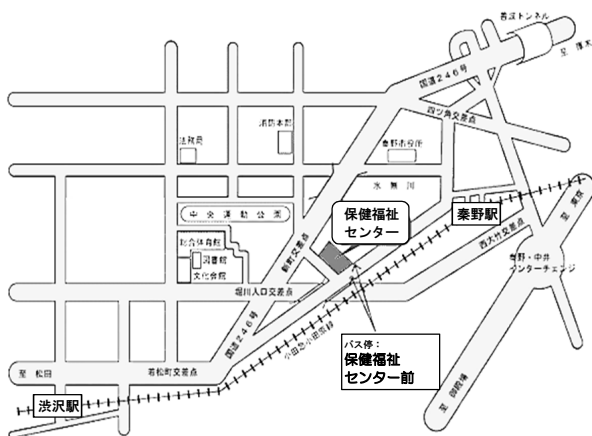 善波トンネル
至 厚木
国道246号
四ツ角交差点
消防本部
法務局
秦野市役所
水無川
中央運動公園
保健福祉
センター
秦野駅
至 東京
総合体育館
図書館
文化会館
新町交差点
西大竹交差点
秦野・中井
インターチェンジ
堀川入口交差点
国道246号
小田急小田原線
バス停：
保健福祉
センター前
至 松田
若松町交差点
渋沢駅
至 御殿場